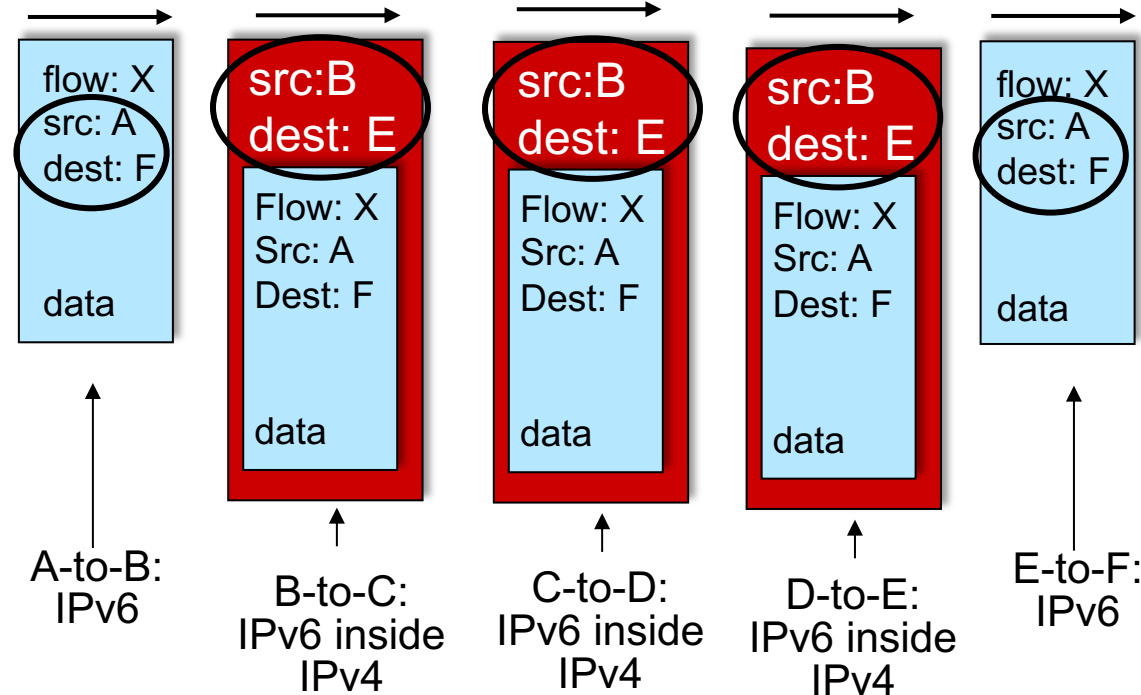 flow: X
src: A
dest: F
data
A-to-B:
IPv6
src:B
dest: E
Flow: X
Src: A
Dest: F
data
B-to-C:
IPv6 inside
IPv4
src:B
dest: E
Flow: X
Src: A
Dest: F
data
C-to-D:
IPv6 inside
IPv4
src:B
dest: E
Flow: X
Src: A
Dest: F
data
D-to-E:
IPv6 inside
IPv4
flow: X
src: A
dest: F
data
E-to-F:
IPv6